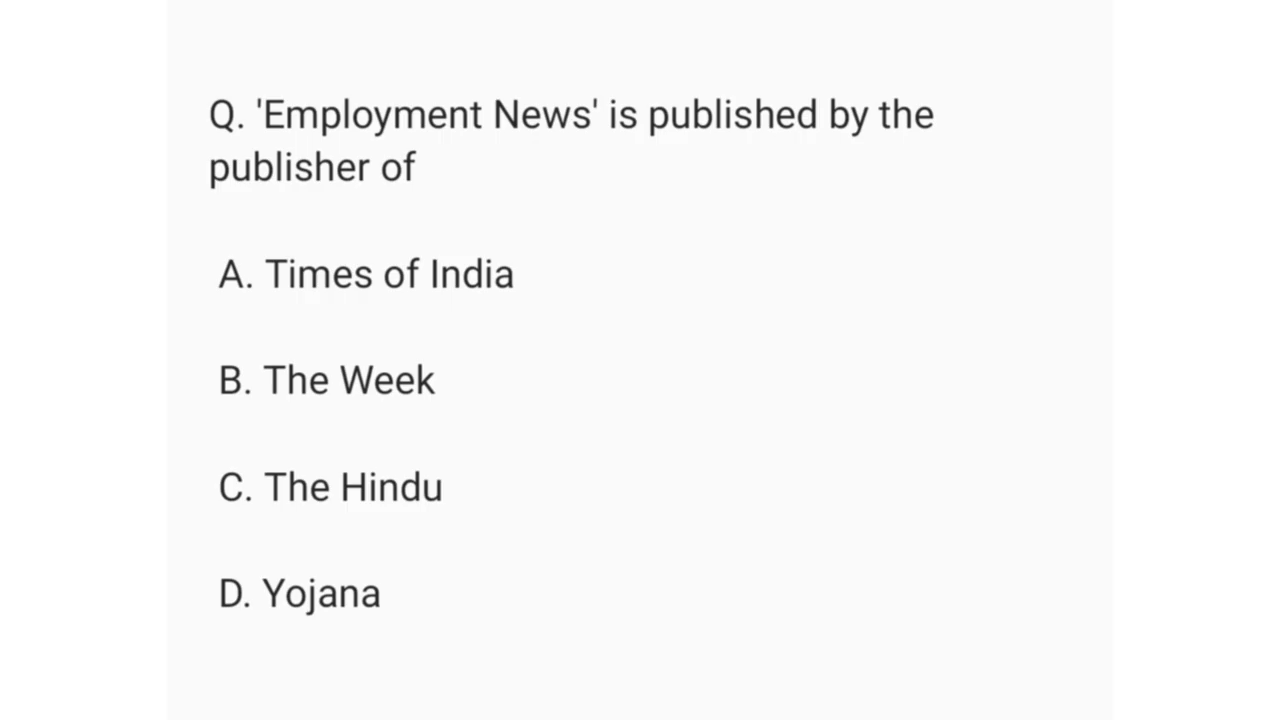 Q. 'Employment News' is published by the
publisher of
A. Times of India
B. The Week
C. The Hindu
D. Yojana